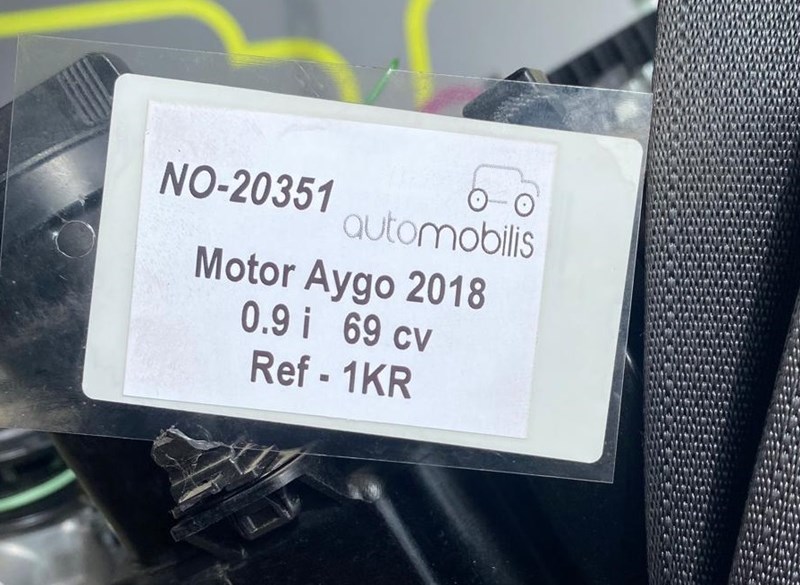 NO-20351
automobilis
Motor Aygo 2018
0.9 i 69 cv
Ref - 1KR